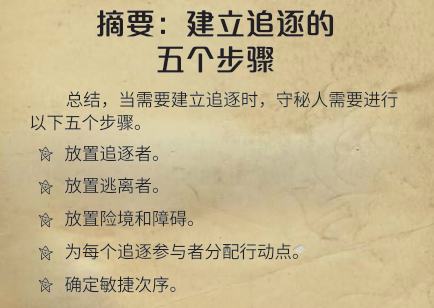 摘要：建立追逐的
五个步骤
总结，当需要建立追逐时，守秘人需要进行
以下五个步骤。
放置追逐者。
放置逃离者。
放置险境和障碍。
为每个追逐参与者分配行动点。
确定敏捷次序。